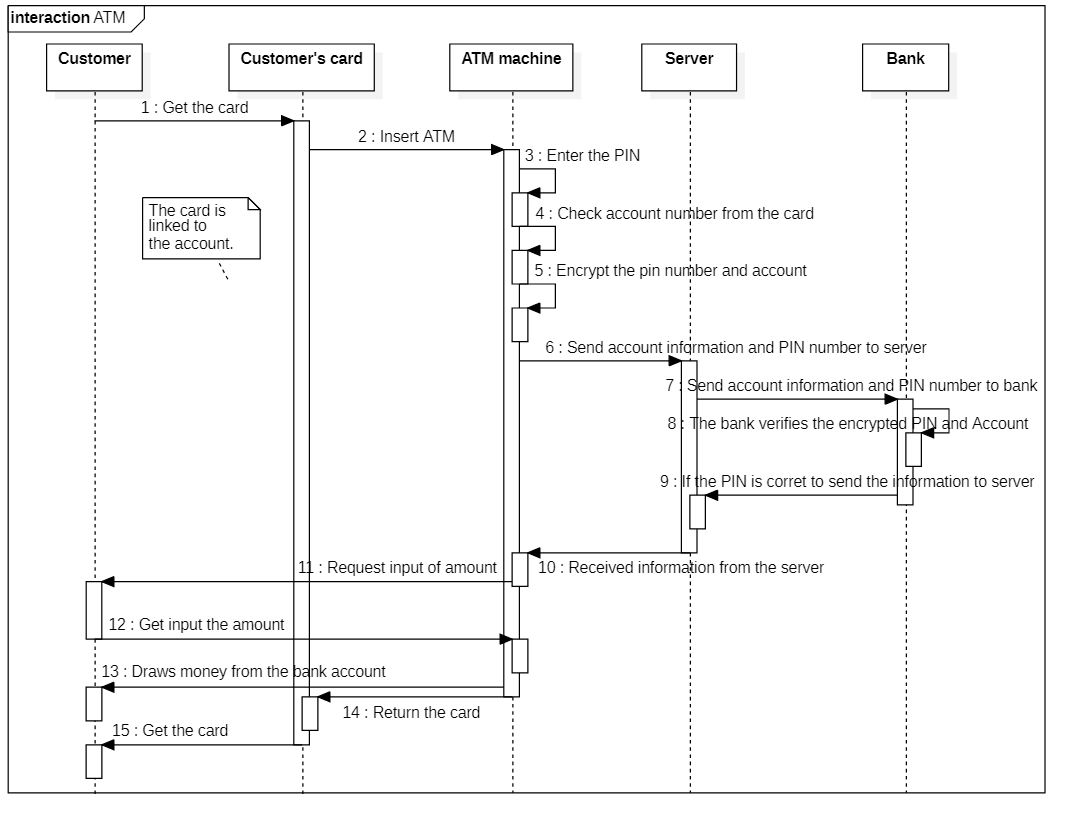 interaction ATM
Customer
Customer's card
ATM machine
Server
Bank
1 : Get the card
2 : Insert ATM
3 : Enter the PIN
The card is
linked to
the account.
4 : Check account number from the card
5 : Encrypt the pin number and account
6 : Send account information and PIN number to server
7 : Send account information and PIN number to bank
8 : The bank verifies the encrypted PIN and Account
9 : If the PIN is corret to send the information to server
11 : Request input of amount
10 : Received information from the server
12 : Get input the amount
13 : Draws money from the bank account
14 : Return the card
15 : Get the card